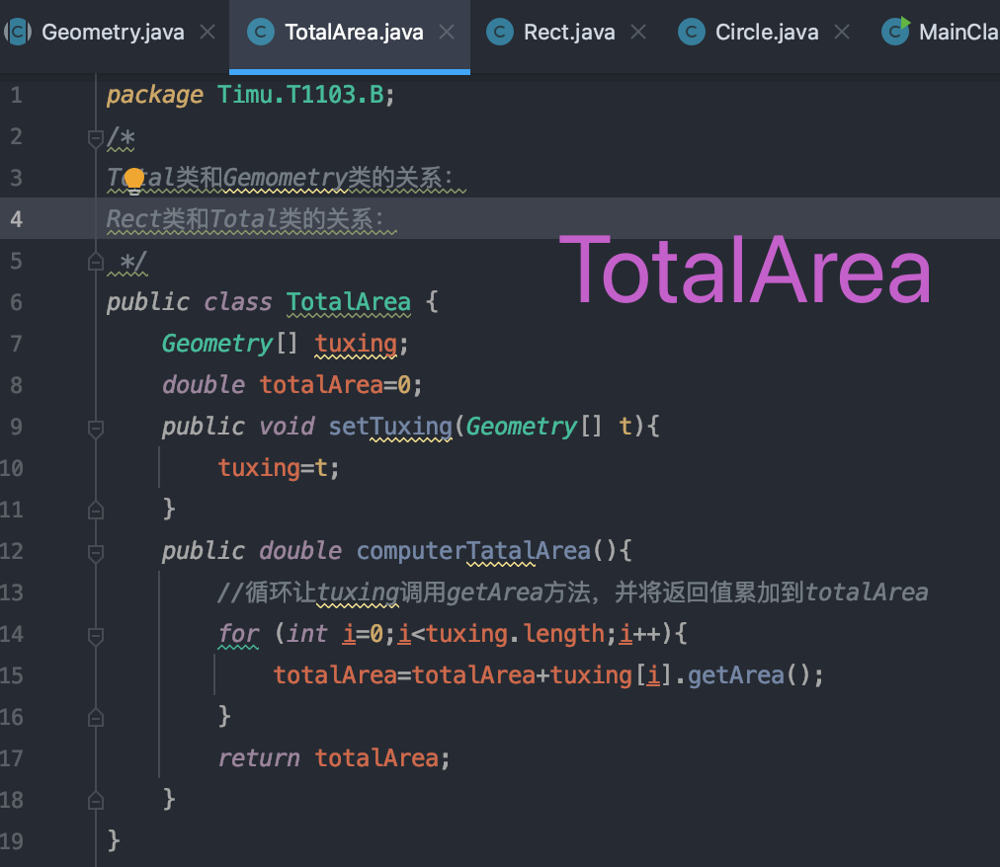 Geometry.java TotalArea.java Rect.java Circle.java MainCla
1 package Timu.T1103.B;
2 /*
3 Total类和Gemometry类的关系：
4 Rect类和Total类的关系：
5 */
TotalArea
6 public class TotalArea {
7 Geometry[] tuxing;
8 double totalArea=0;
9 public void setTuxing(Geometry[] t){
10 tuxing=t;
11 }
12 public double computerTatalArea(){
13 //循环让tuxing调用getArea方法，并将返回值累加到totalArea
14 for (int i=0;i<tuxing.length;i++){
15 totalArea=totalArea+tuxing[i].getArea();
16 }
17 return totalArea;
18 }
19 }